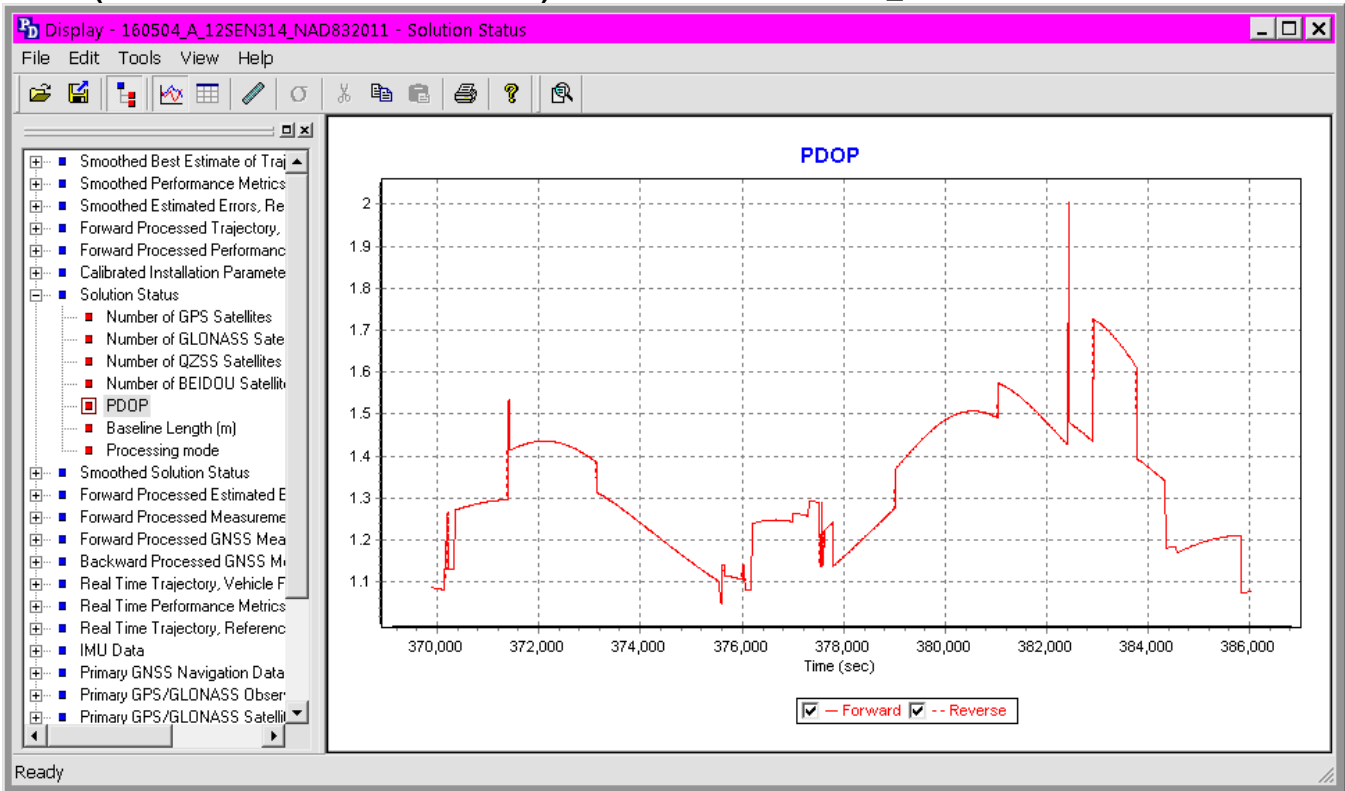 Display - 160504_A_12SEN314_NAD832011 - Solution Status
File Edit Tools View Help
Smoothed Best Estimate of Traj
Smoothed Performance Metrics
Smoothed Estimated Errors, Re
Forward Processed Trajectory,
Forward Processed Performanc
Calibrated Installation Paramete
Solution Status
Number of GPS Satellites
Number of GLONASS Sate
Number of QZSS Satellites
Number of BEIDOU Satellit
PDOP
Baseline Length (m)
Processing mode
Smoothed Solution Status
Forward Processed Estimated E
Forward Processed Measureme
Forward Processed GNSS Mea
Backward Processed GNSS M
Real Time Trajectory, Vehicle F
Real Time Performance Metrics
Real Time Trajectory, Referenc
IMU Data
Primary GNSS Navigation Data
Primary GPS/GLONASS Obser
Primary GPS/GLONASS Satelli
PDOP
2
1.9
1.8
1.7
1.6
1.5
1.4
1.3
1.2
1.1
370,000 372,000 374,000 376,000 378,000 380,000 382,000 384,000 386,000
Time (sec)
— Forward -- Reverse
Ready